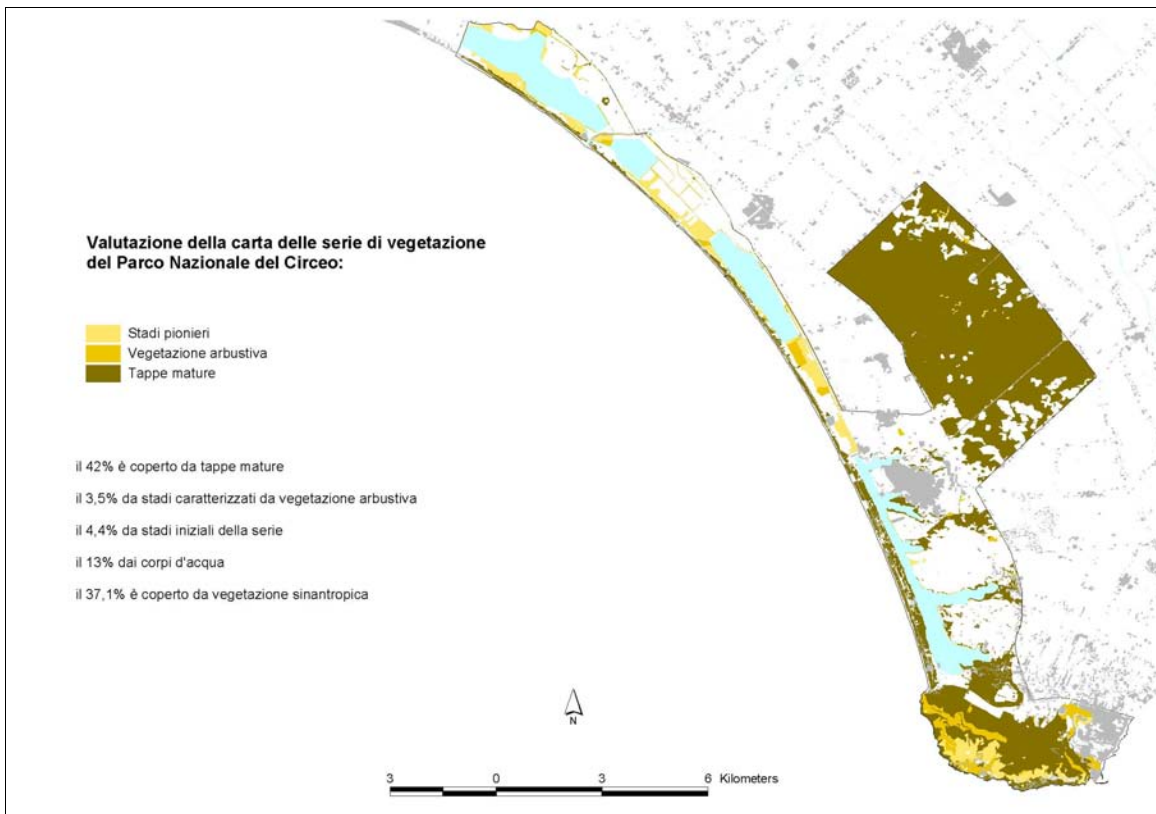 Valutazione della carta delle serie di vegetazione
del Parco Nazionale del Circeo:
Stadi pionieri
Vegetazione arbustiva
Tappe mature
il 42% è coperto da tappe mature
il 3,5% da stadi caratterizzati da vegetazione arbustiva
il 4,4% da stadi iniziali della serie
il 13% dai corpi d'acqua
il 37,1% è coperto da vegetazione sinantropica
N
3 0 3 6 Kilometers